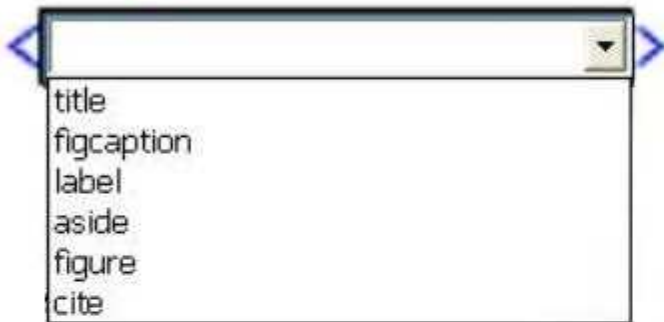 < >
title
figcaption
label
aside
figure
cite